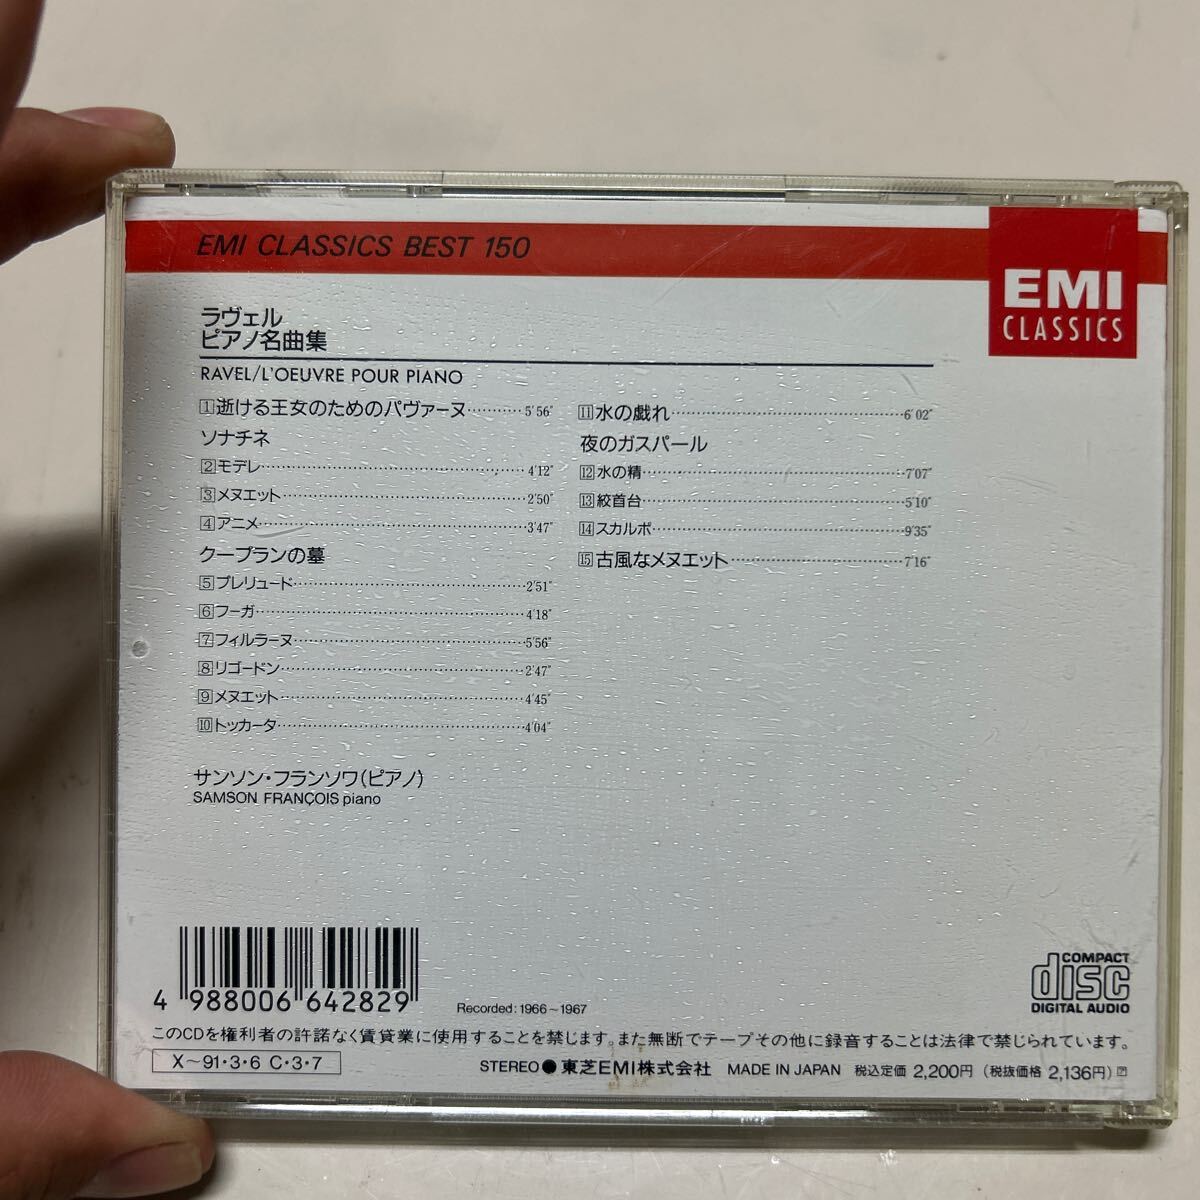 EMI CLASSICS BEST 150
EMI
CLASSICS
ラヴェル
ピアノ名曲集
RAVEL/L'OEUVRE POUR PIANO
1 逝ける王女のためのパヴァーヌ 5'56"
ソナチネ
2 モデレ 4'12"
3 メヌエット 2'50"
4 アニメ 3'47"
クープランの墓
5 プレリュード 2'51"
6 フーガ 4'18"
7 フィルラーヌ 5'56"
8 リゴードン 2'47"
9 メヌエット 4'45"
10 トッカータ 4'04"
11 水の戯れ 6'02"
夜のガスパール
12 水の精 7'07"
13 絞首台 5'10"
14 スカルボ 9'35"
15 古風なメヌエット 7'16"
サンソン・フランソワ(ピアノ)
SAMSON FRANÇOIS piano
4 988006 642829
Recorded: 1966~1967
COMPACT
disc
DIGITAL AUDIO
このCDを権利者の許諾なく賃貸業に使用することを禁じます。また無断でテープその他に録音することは法律で禁じられています。
X~91・3・6 C・3・7
STEREO ● 東芝EMI株式会社 MADE IN JAPAN 税込定価 2,200円 (税抜価格 2,136円) Ⓟ